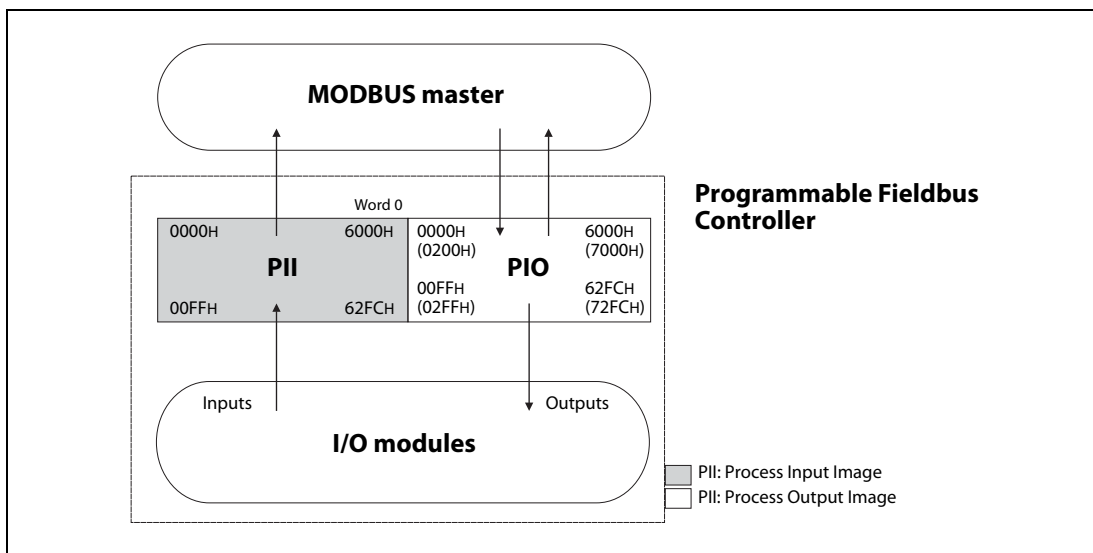 MODBUS master
Programmable Fieldbus
Controller
Word 0
0000H 6000H
PII
00FFH 62FCH
0000H 6000H
(0200H) (7000H)
PIO
00FFH 62FCH
(02FFH) (72FCH)
Inputs Outputs
I/O modules
PII: Process Input Image
PII: Process Output Image